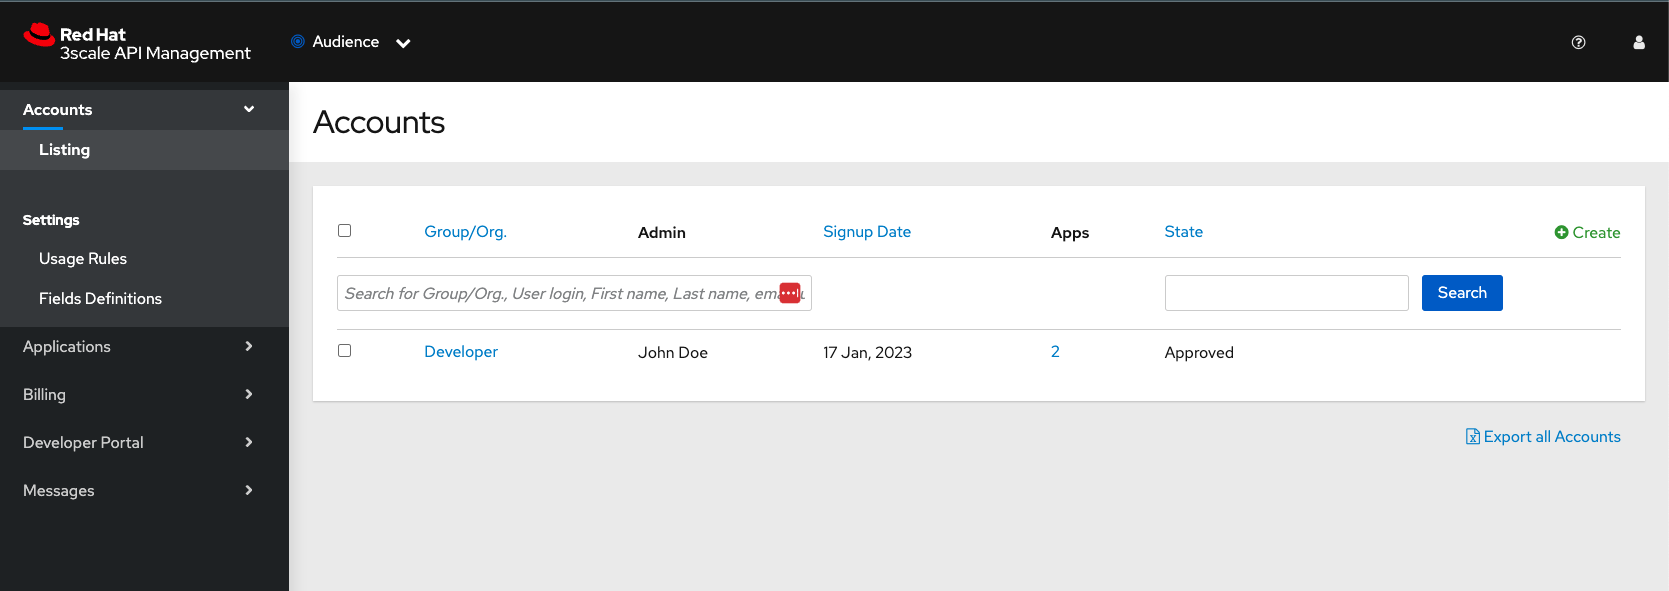 Red Hat
3scale API Management
Audience
Accounts
Listing
Settings
Usage Rules
Fields Definitions
Applications
Billing
Developer Portal
Messages
Accounts
Group/Org. Admin Signup Date Apps State Create
Search for Group/Org., User login, First name, Last name, Search
Developer John Doe 17 Jan, 2023 2 Approved
Export all Accounts